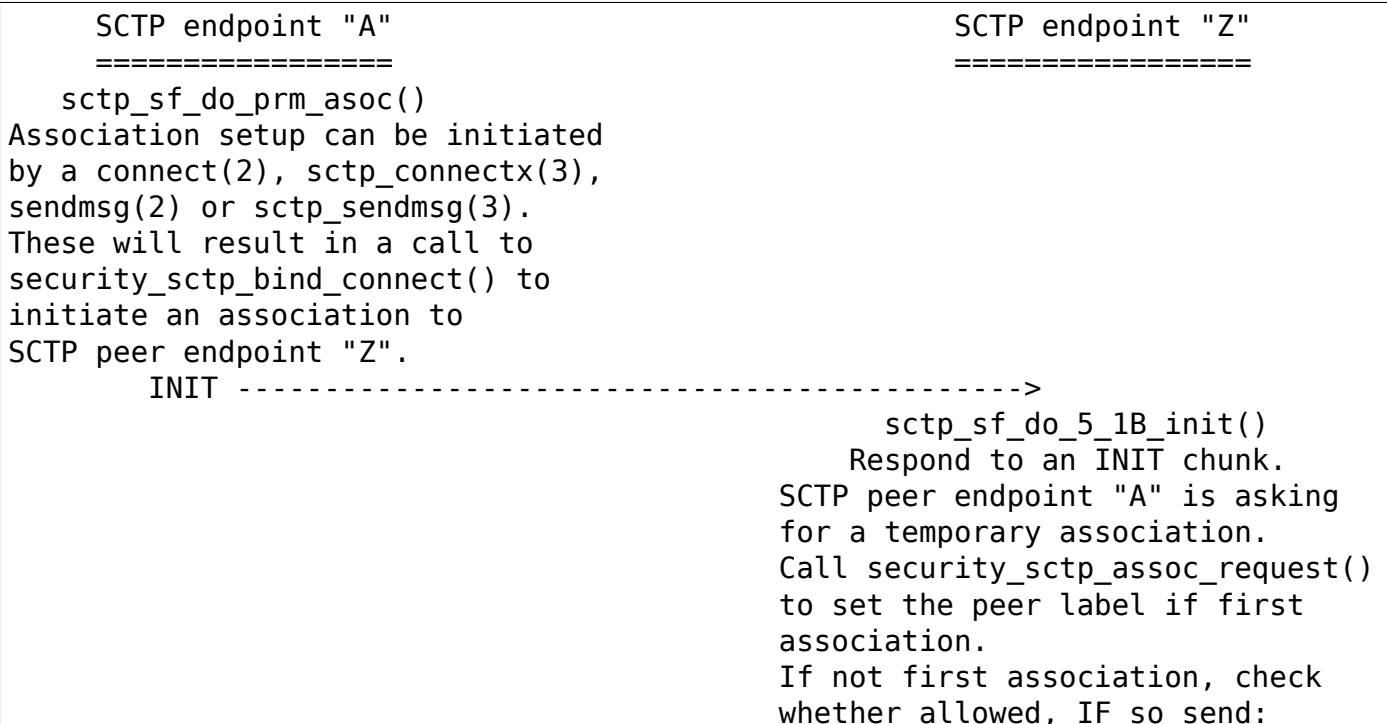 SCTP endpoint "A"                                SCTP endpoint "Z"
     =================                                =================
   sctp_sf_do_prm_asoc()
Association setup can be initiated
by a connect(2), sctp_connectx(3),
sendmsg(2) or sctp_sendmsg(3).
These will result in a call to
security_sctp_bind_connect() to
initiate an association to
SCTP peer endpoint "Z".
        INIT --------------------------------------------->
                                                  sctp_sf_do_5_1B_init()
                                                Respond to an INIT chunk.
                                            SCTP peer endpoint "A" is asking
                                            for a temporary association.
                                            Call security_sctp_assoc_request()
                                            to set the peer label if first
                                            association.
                                            If not first association, check
                                            whether allowed, IF so send: